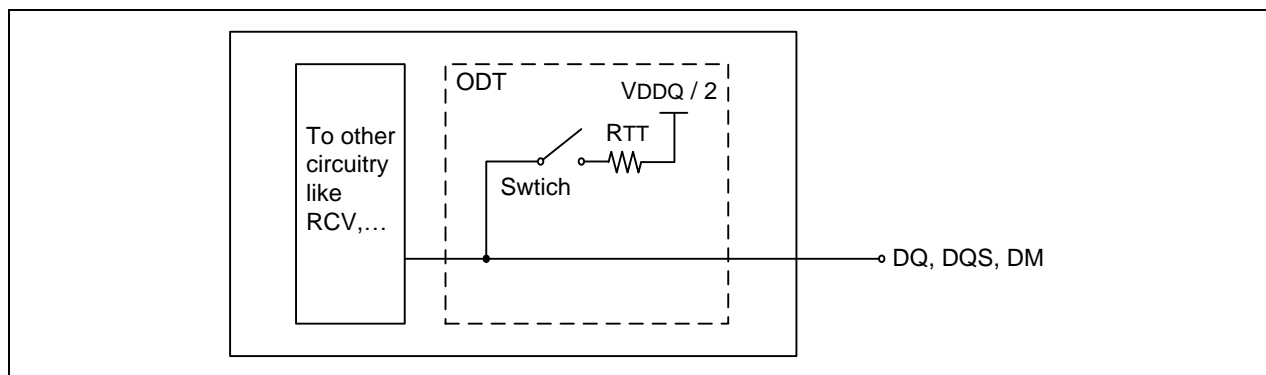 ODT
VDDQ / 2
RTT
To other
circuitry
like
RCV,...
Swtich
DQ, DQS, DM